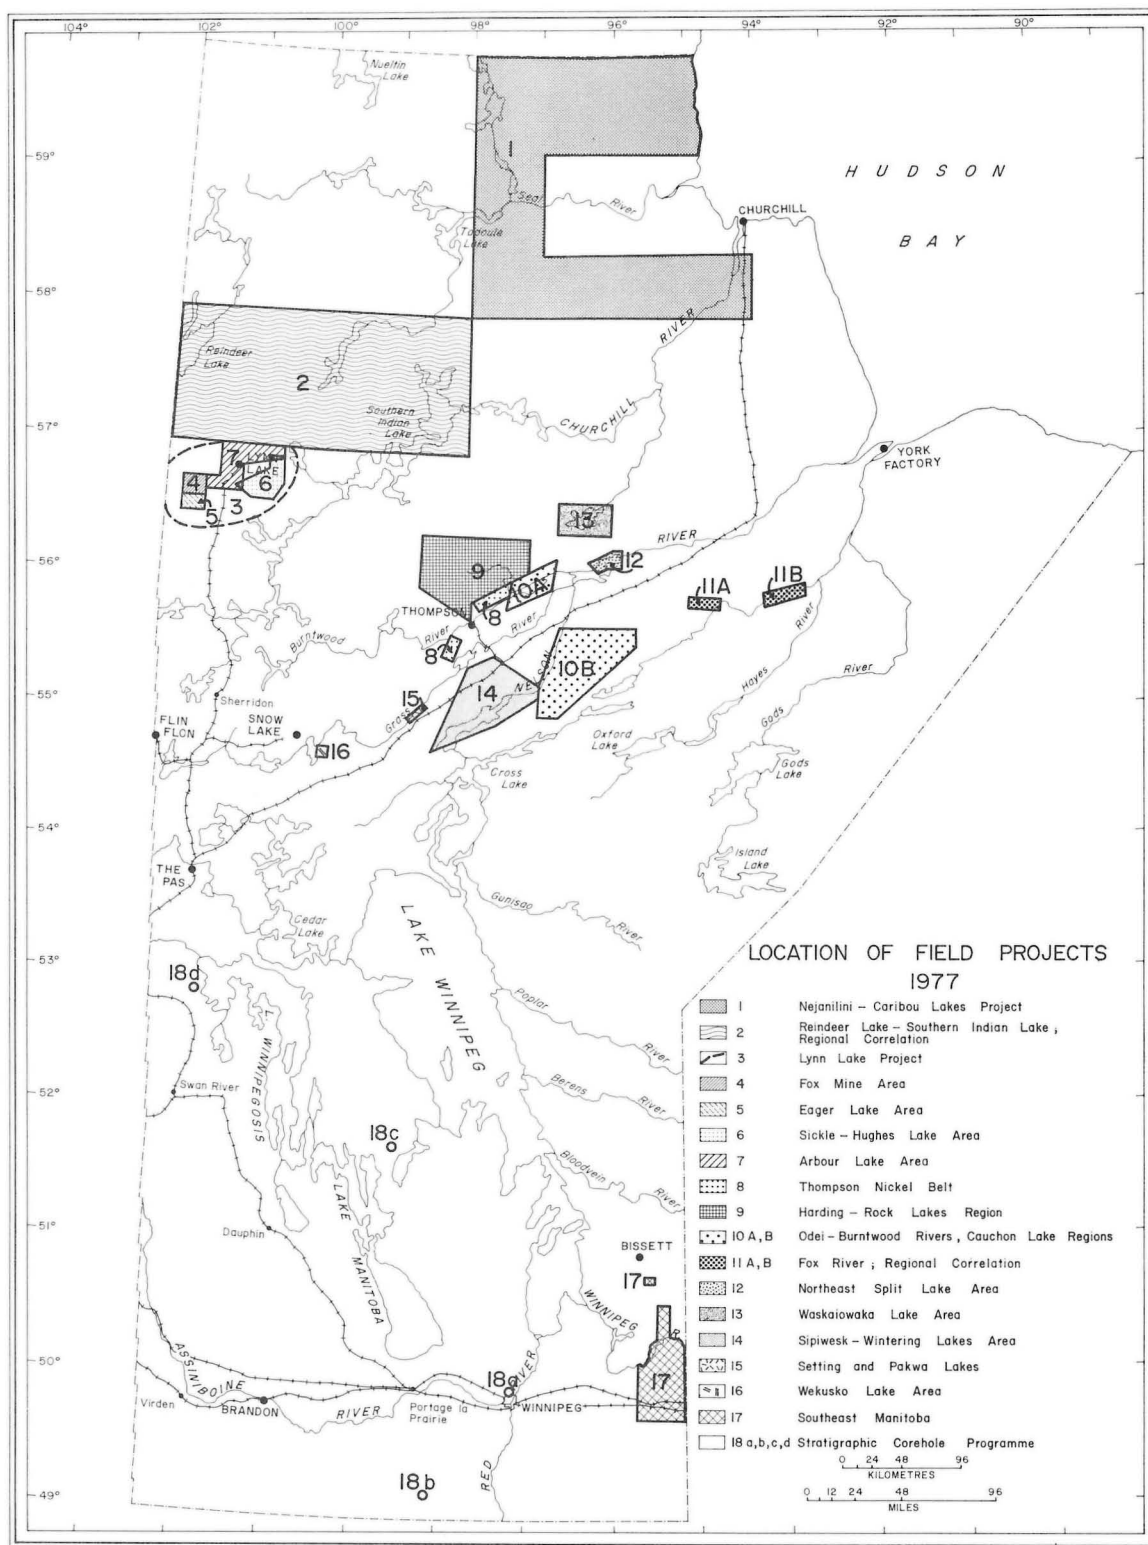 104° 102° 100° 98° 96° 94° 92° 90°
Nueltin
Lake
59°
1
HUDSON
BAY
Seal
River
CHURCHILL
Tadoule
Lake
58°
Reindeer
Lake
2
Southern
Indian
Lake
RIVER
CHURCHILL
57°
YORK
FACTORY
7
LYNN
LAKE
4
6
5
3
13
RIVER
56°
9
12
10A
11A
11B
8
THOMPSON
River
River
Burntwood
8
NELSON
10B
River
Hayes
River
55°
Sherridon
15
14
Grass
FLIN
FLON
SNOW
LAKE
16
Oxford
Lake
Gods
Gods
Lake
Cross
Lake
54°
THE
PAS
Island
Lake
Cedar
Lake
LAKE WINNIPEG
Gunisao
River
53°
18d
Poplar
River
L. WINNIPEGOSIS
52°
Swan River
Berens
River
18c
Bloodvein
River
LAKE MANITOBA
51°
Dauphin
BISSETT
17
WINNIPEG
R
50°
ASSINIBOINE
RIVER
Virden
BRANDON
Portage la
Prairie
18a
RIVER
WINNIPEG
17
RED
18b
49°
LOCATION OF FIELD PROJECTS
1977
1 Nejanilini – Caribou Lakes Project
2 Reindeer Lake – Southern Indian Lake ;
Regional Correlation
3 Lynn Lake Project
4 Fox Mine Area
5 Eager Lake Area
6 Sickle – Hughes Lake Area
7 Arbour Lake Area
8 Thompson Nickel Belt
9 Harding – Rock Lakes Region
10 A,B Odei – Burntwood Rivers, Cauchon Lake Regions
11 A,B Fox River ; Regional Correlation
12 Northeast Split Lake Area
13 Waskaiowaka Lake Area
14 Sipiwesk – Wintering Lakes Area
15 Setting and Pakwa Lakes
16 Wekusko Lake Area
17 Southeast Manitoba
18 a,b,c,d Stratigraphic Corehole Programme
0 24 48 96
KILOMETRES
0 12 24 48 96
MILES